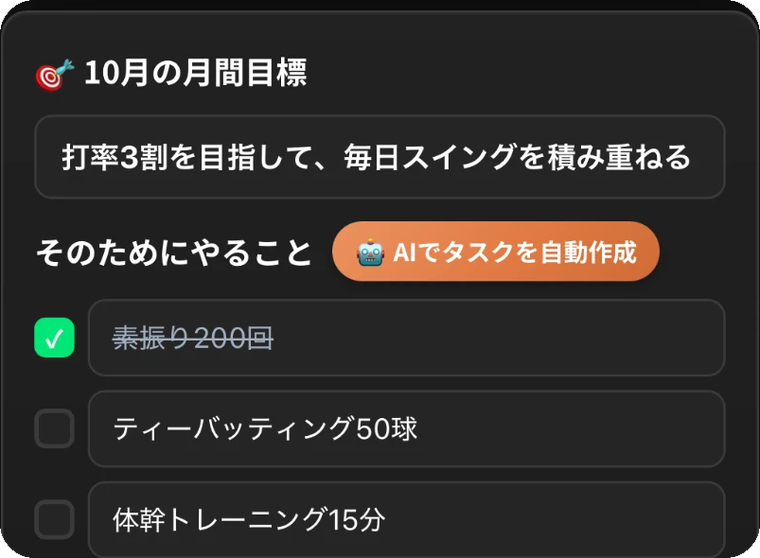 10月の月間目標
打率3割を目指して、毎日スイングを積み重ねる
そのためにやること
AIでタスクを自動作成
素振り200回
ティーバッティング50球
体幹トレーニング15分